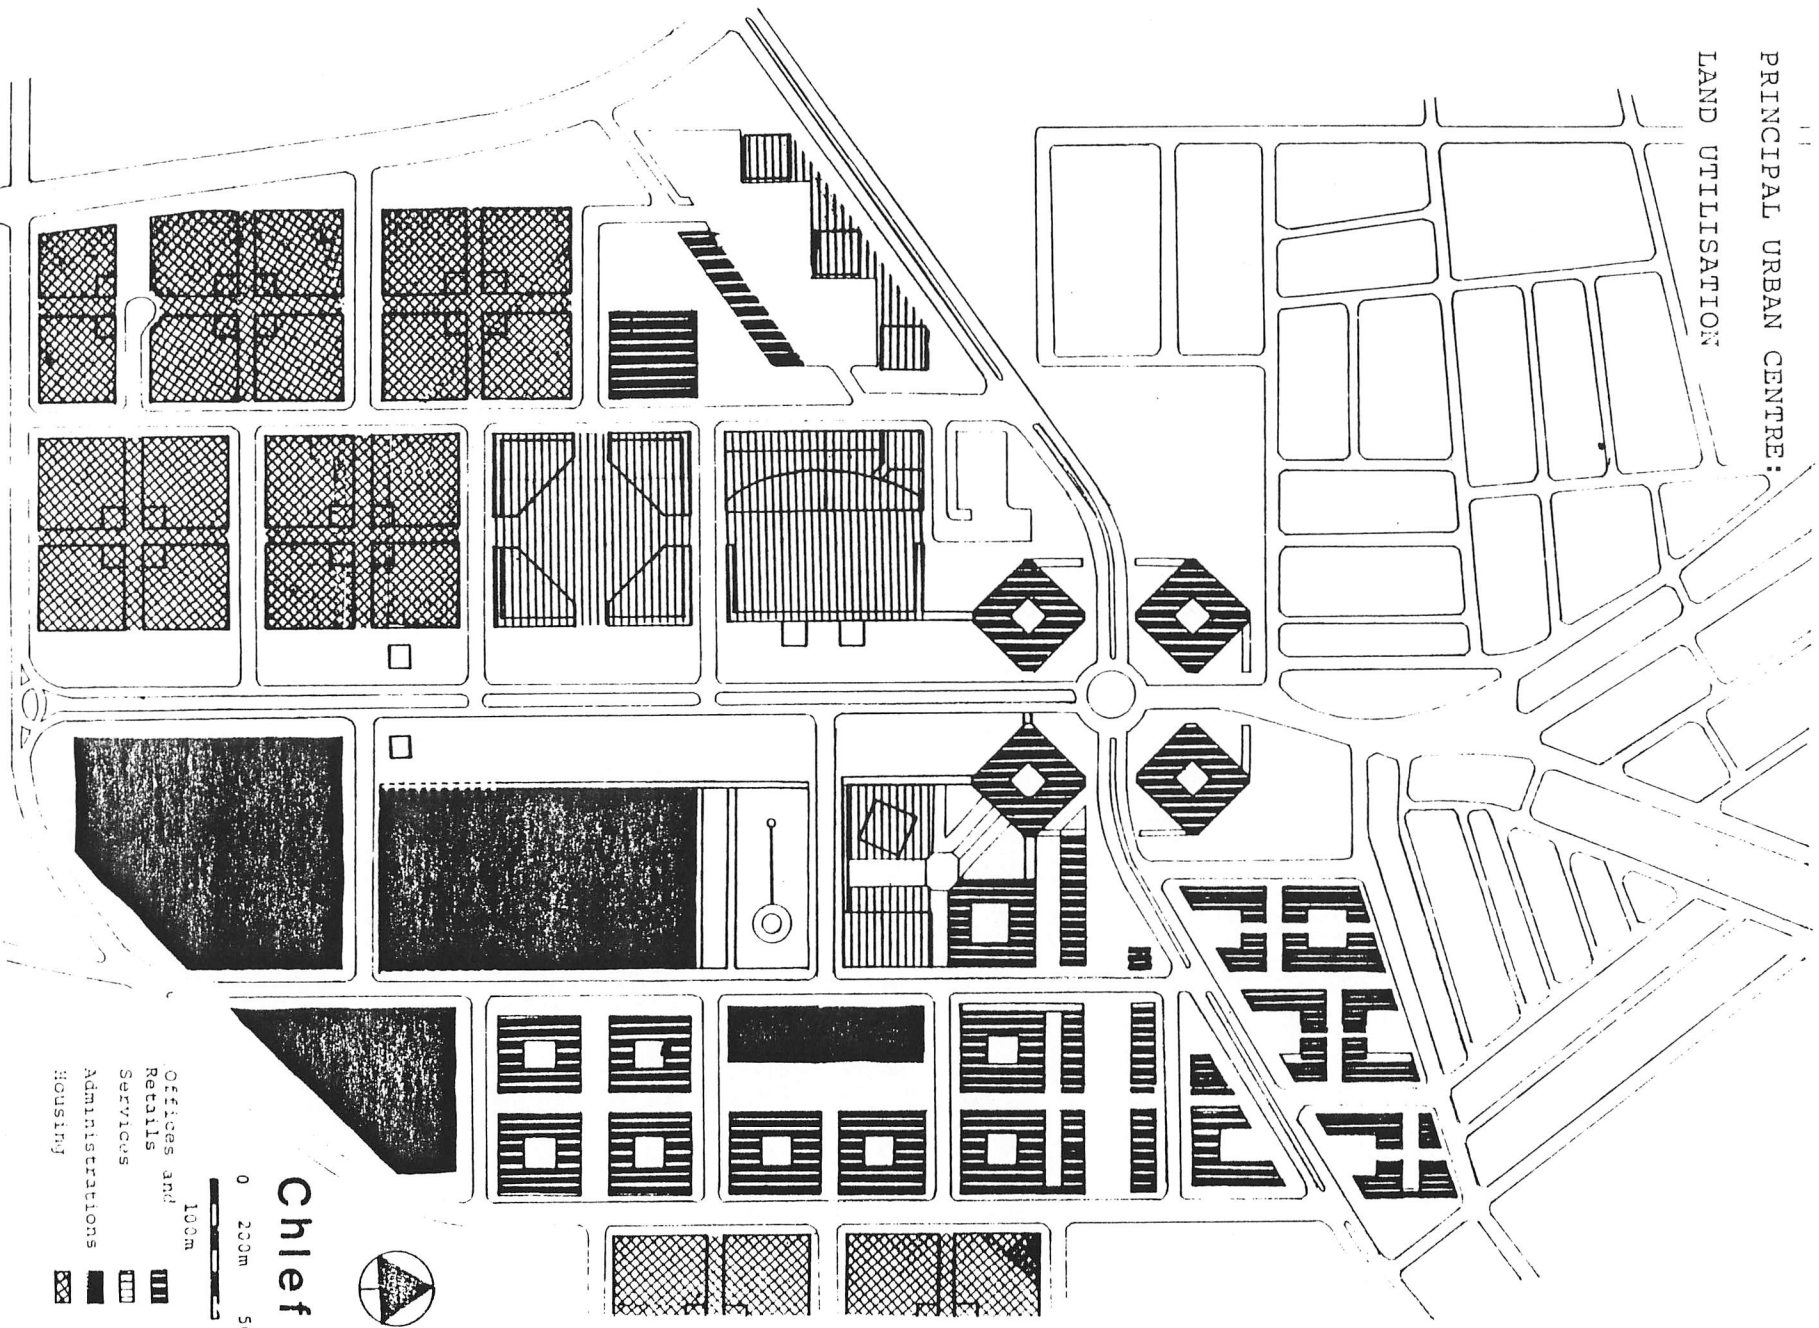 PRINCIPAL URBAN CENTRE:
LAND UTILISATION
Chlef
0 200m
100m
Offices and
Retails
Services
Administrations
Housing